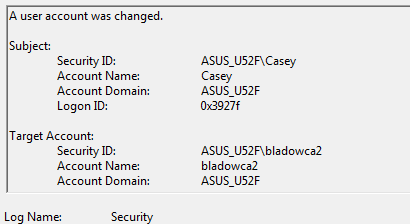 A user account was changed.
Subject:
Security ID: ASUS_U52F\Casey
Account Name: Casey
Account Domain: ASUS_U52F
Logon ID: 0x3927f
Target Account:
Security ID: ASUS_U52F\bladowca2
Account Name: bladowca2
Account Domain: ASUS_U52F
Log Name: Security